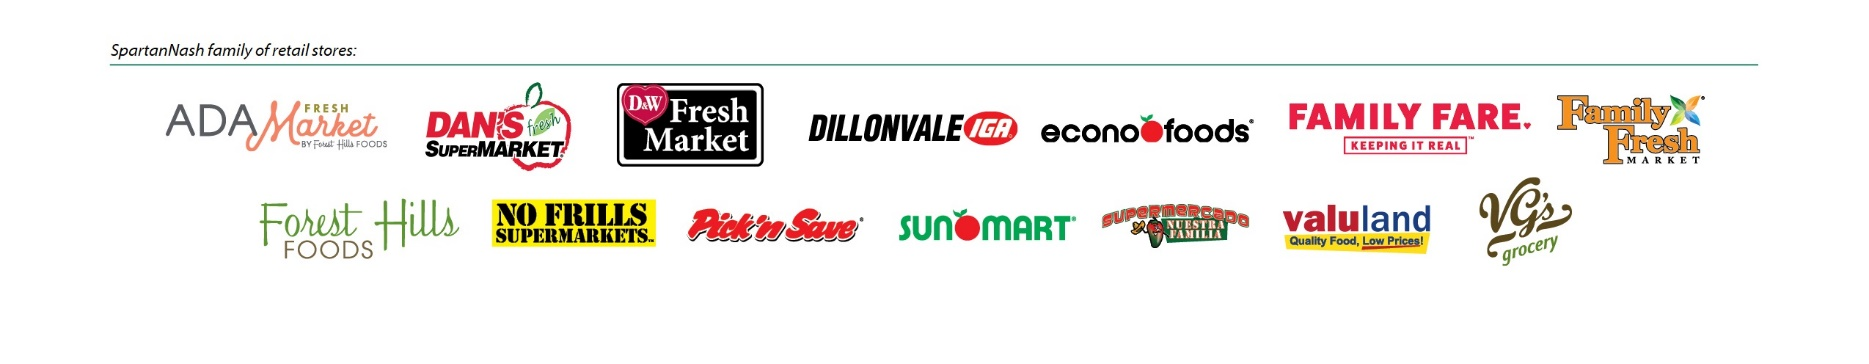 SpartanNash family of retail stores:
ADA Market FRESH
BY Forest Hills FOODS
DAN'S fresh
SUPERMARKET
D&W Fresh
Market
DILLONVALE IGA
econofoods®
FAMILY FARE
KEEPING IT REAL™
Family
Fresh
MARKET
Forest Hills
FOODS
NO FRILLS
SUPERMARKETS™
Pick'n Save®
SUNMART®
SUPERMERCADO
NUESTRA
FAMILIA
valuland
Quality Food, Low Prices!
VG's
grocery